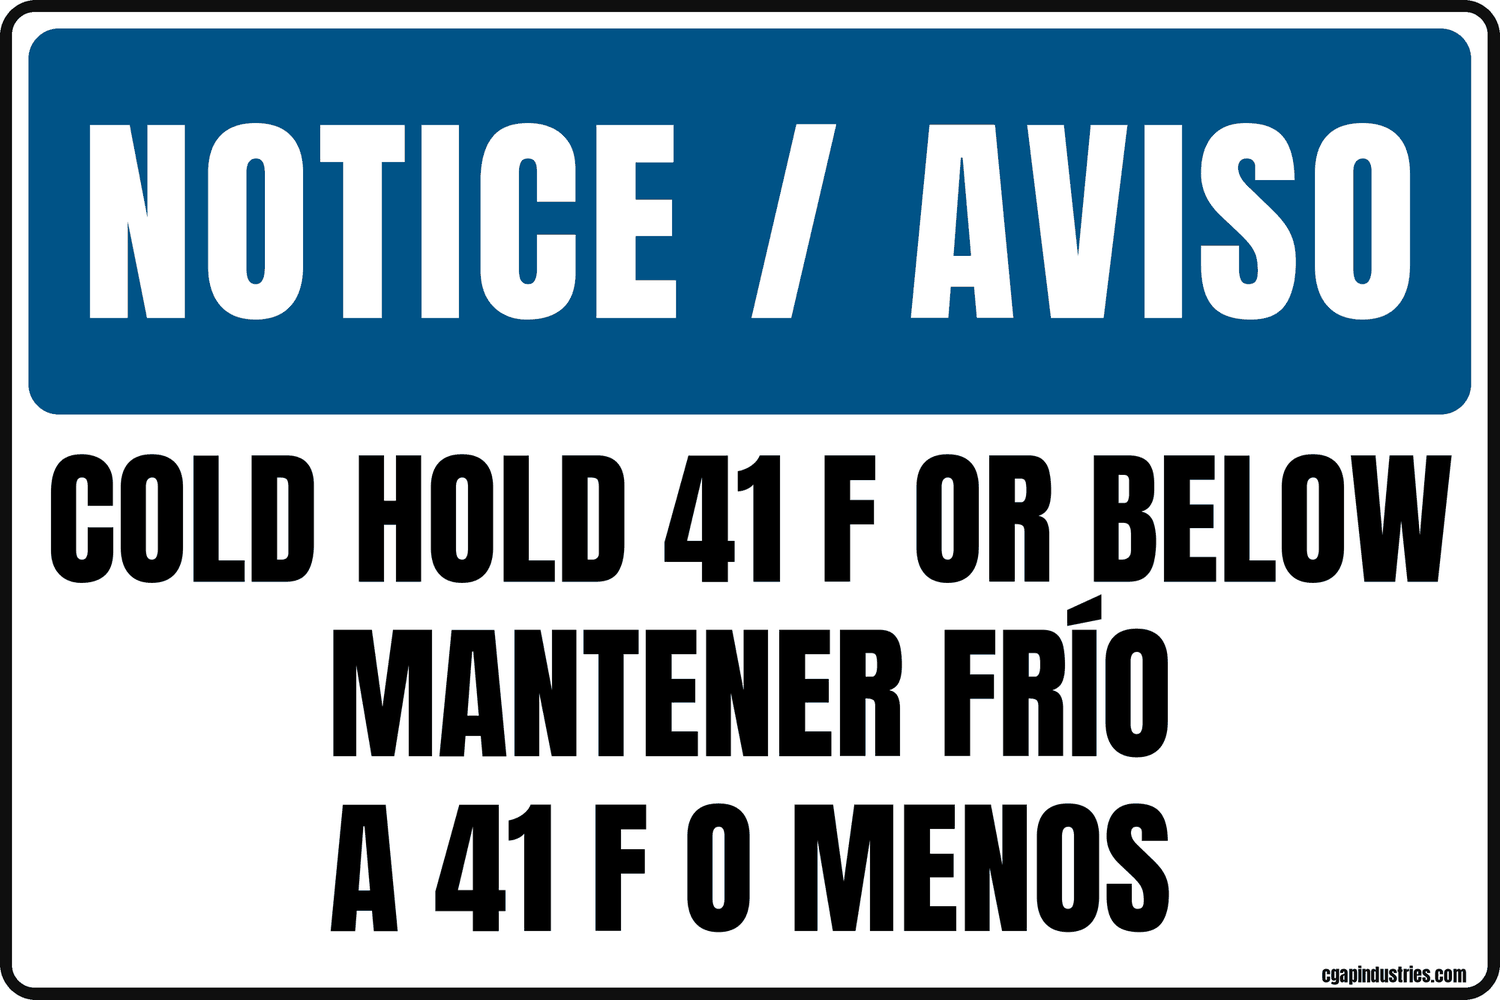 NOTICE / AVISO
COLD HOLD 41 F OR BELOW
MANTENER FRÍO
A 41 F O MENOS
cgapindustries.com